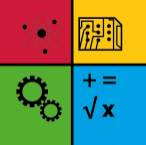 + =
√ x